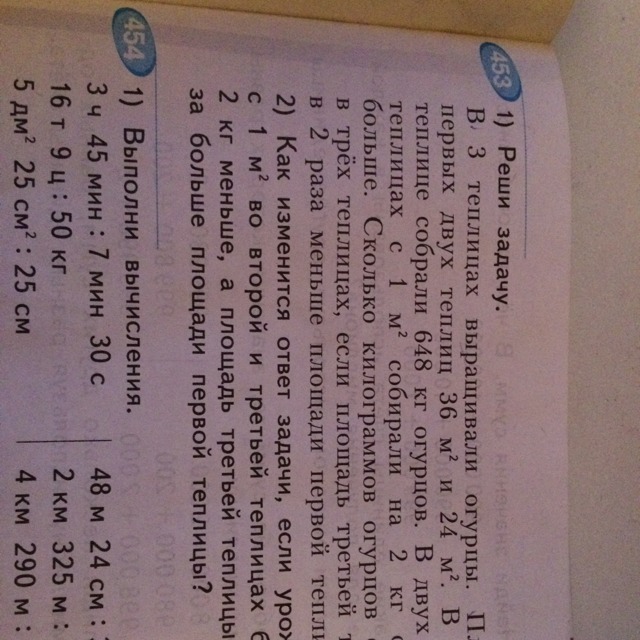 453
1) Реши задачу.
В 3 теплицах выращивали огурцы.
первых двух теплиц 36 м² и 24 м². В
теплице собрали 648 кг огурцов. В двух
теплицах с 1 м² собирали на 2 кг
больше. Сколько килограммов огурцов
в трёх теплицах, если площадь третьей
в 2 раза меньше площади первой
2) Как изменится ответ задачи, если
с 1 м² во второй и третьей теплицах
2 кг меньше, а площадь третьей теплицы
за больше площади первой теплицы?
454
1) Выполни вычисления.
3 ч 45 мин : 7 мин 30 с 48 м 24 см :
16 т 9 ц : 50 кг 2 км 325 м :
5 дм² 25 см² : 25 см 4 км 290 м :